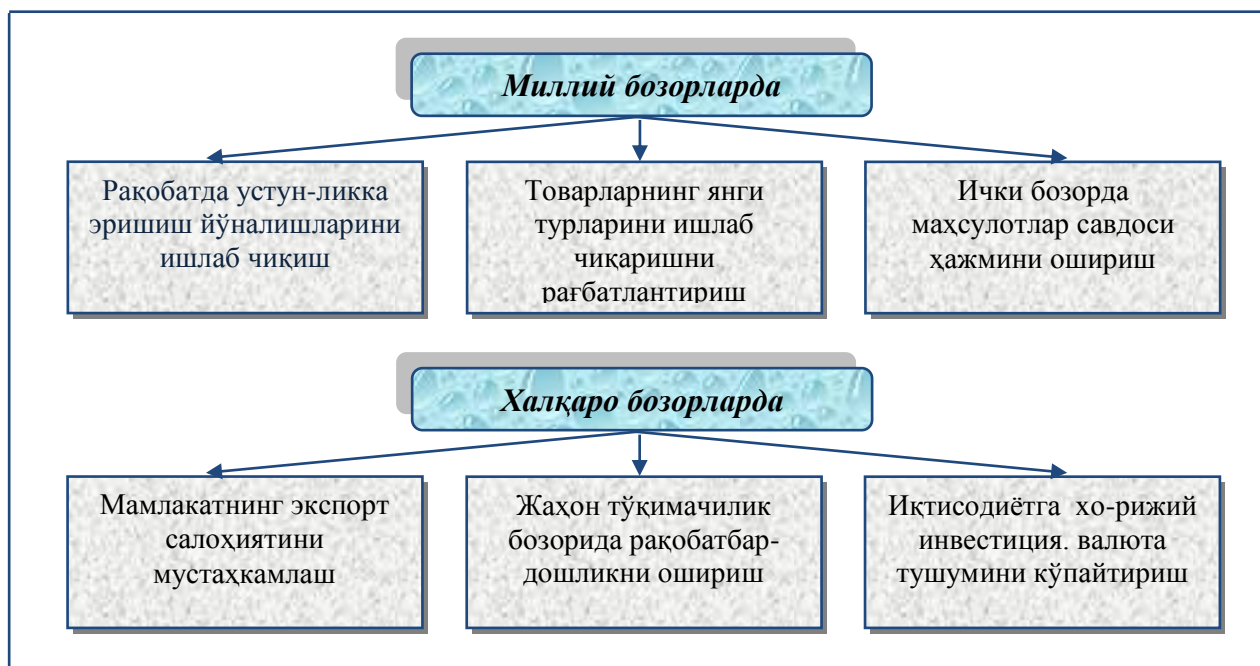 Миллий бозорларда
Рақобатда устун-ликка
эришиш йўналишларини
ишлаб чиқиш
Товарларнинг янги
турларини ишлаб
чиқаришни
рағбатлантириш
Ички бозорда
маҳсулотлар савдоси
ҳажмини ошириш
Халқаро бозорларда
Мамлакатнинг экспорт
салоҳиятини
мустаҳкамлаш
Жаҳон тўқимачилик
бозорида рақобатбар-
дошликни ошириш
Иқтисодиётга хо-рижий
инвестиция. валюта
тушумини кўпайтириш